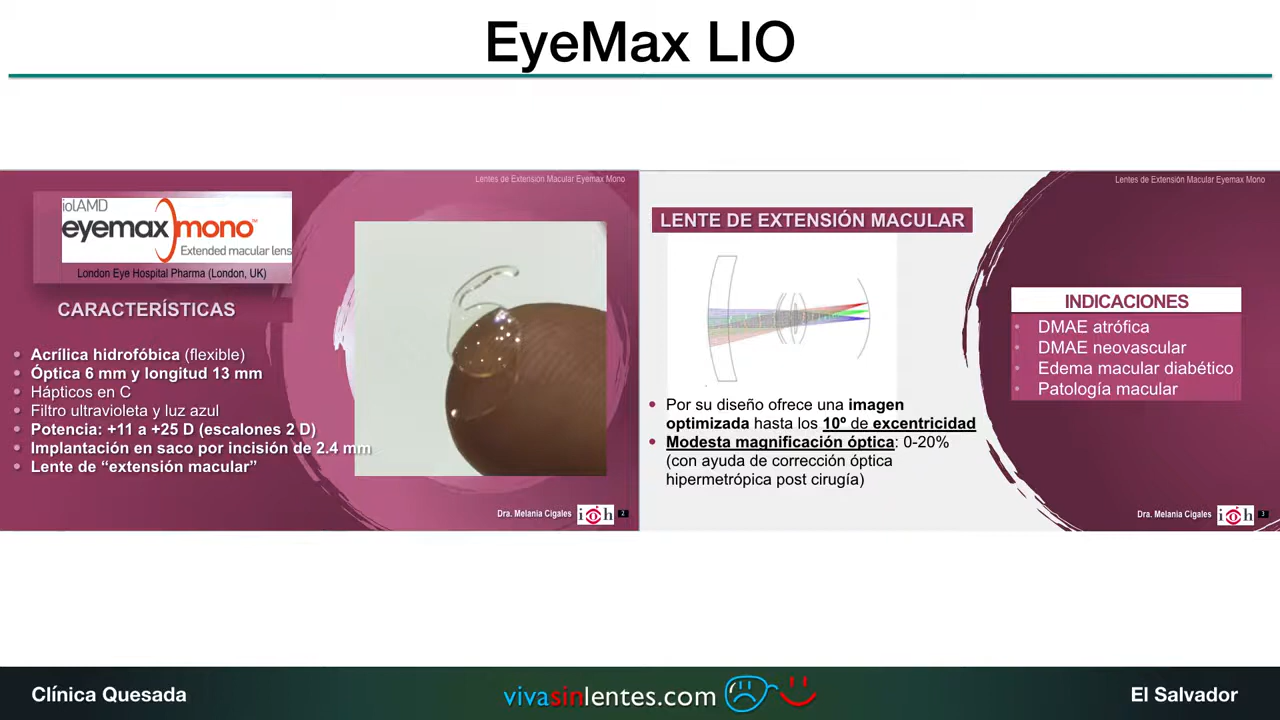 EyeMax LIO
Lentes de Extensión Macular Eyemax Mono
iolAMD
eyemax mono™
Extended macular lens
London Eye Hospital Pharma (London, UK)
CARACTERÍSTICAS
• Acrílica hidrofóbica (flexible)
• Óptica 6 mm y longitud 13 mm
• Hápticos en C
• Filtro ultravioleta y luz azul
• Potencia: +11 a +25 D (escalones 2 D)
• Implantación en saco por incisión de 2.4 mm
• Lente de “extensión macular”
Dra. Melania Cigales
ioh
2
Lentes de Extensión Macular Eyemax Mono
LENTE DE EXTENSIÓN MACULAR
• Por su diseño ofrece una imagen
optimizada hasta los 10º de excentricidad
• Modesta magnificación óptica: 0-20%
(con ayuda de corrección óptica
hipermetrópica post cirugía)
INDICACIONES
• DMAE atrófica
• DMAE neovascular
• Edema macular diabético
• Patología macular
Dra. Melania Cigales
ioh
3
Clínica Quesada
vivasinlentes.com
El Salvador